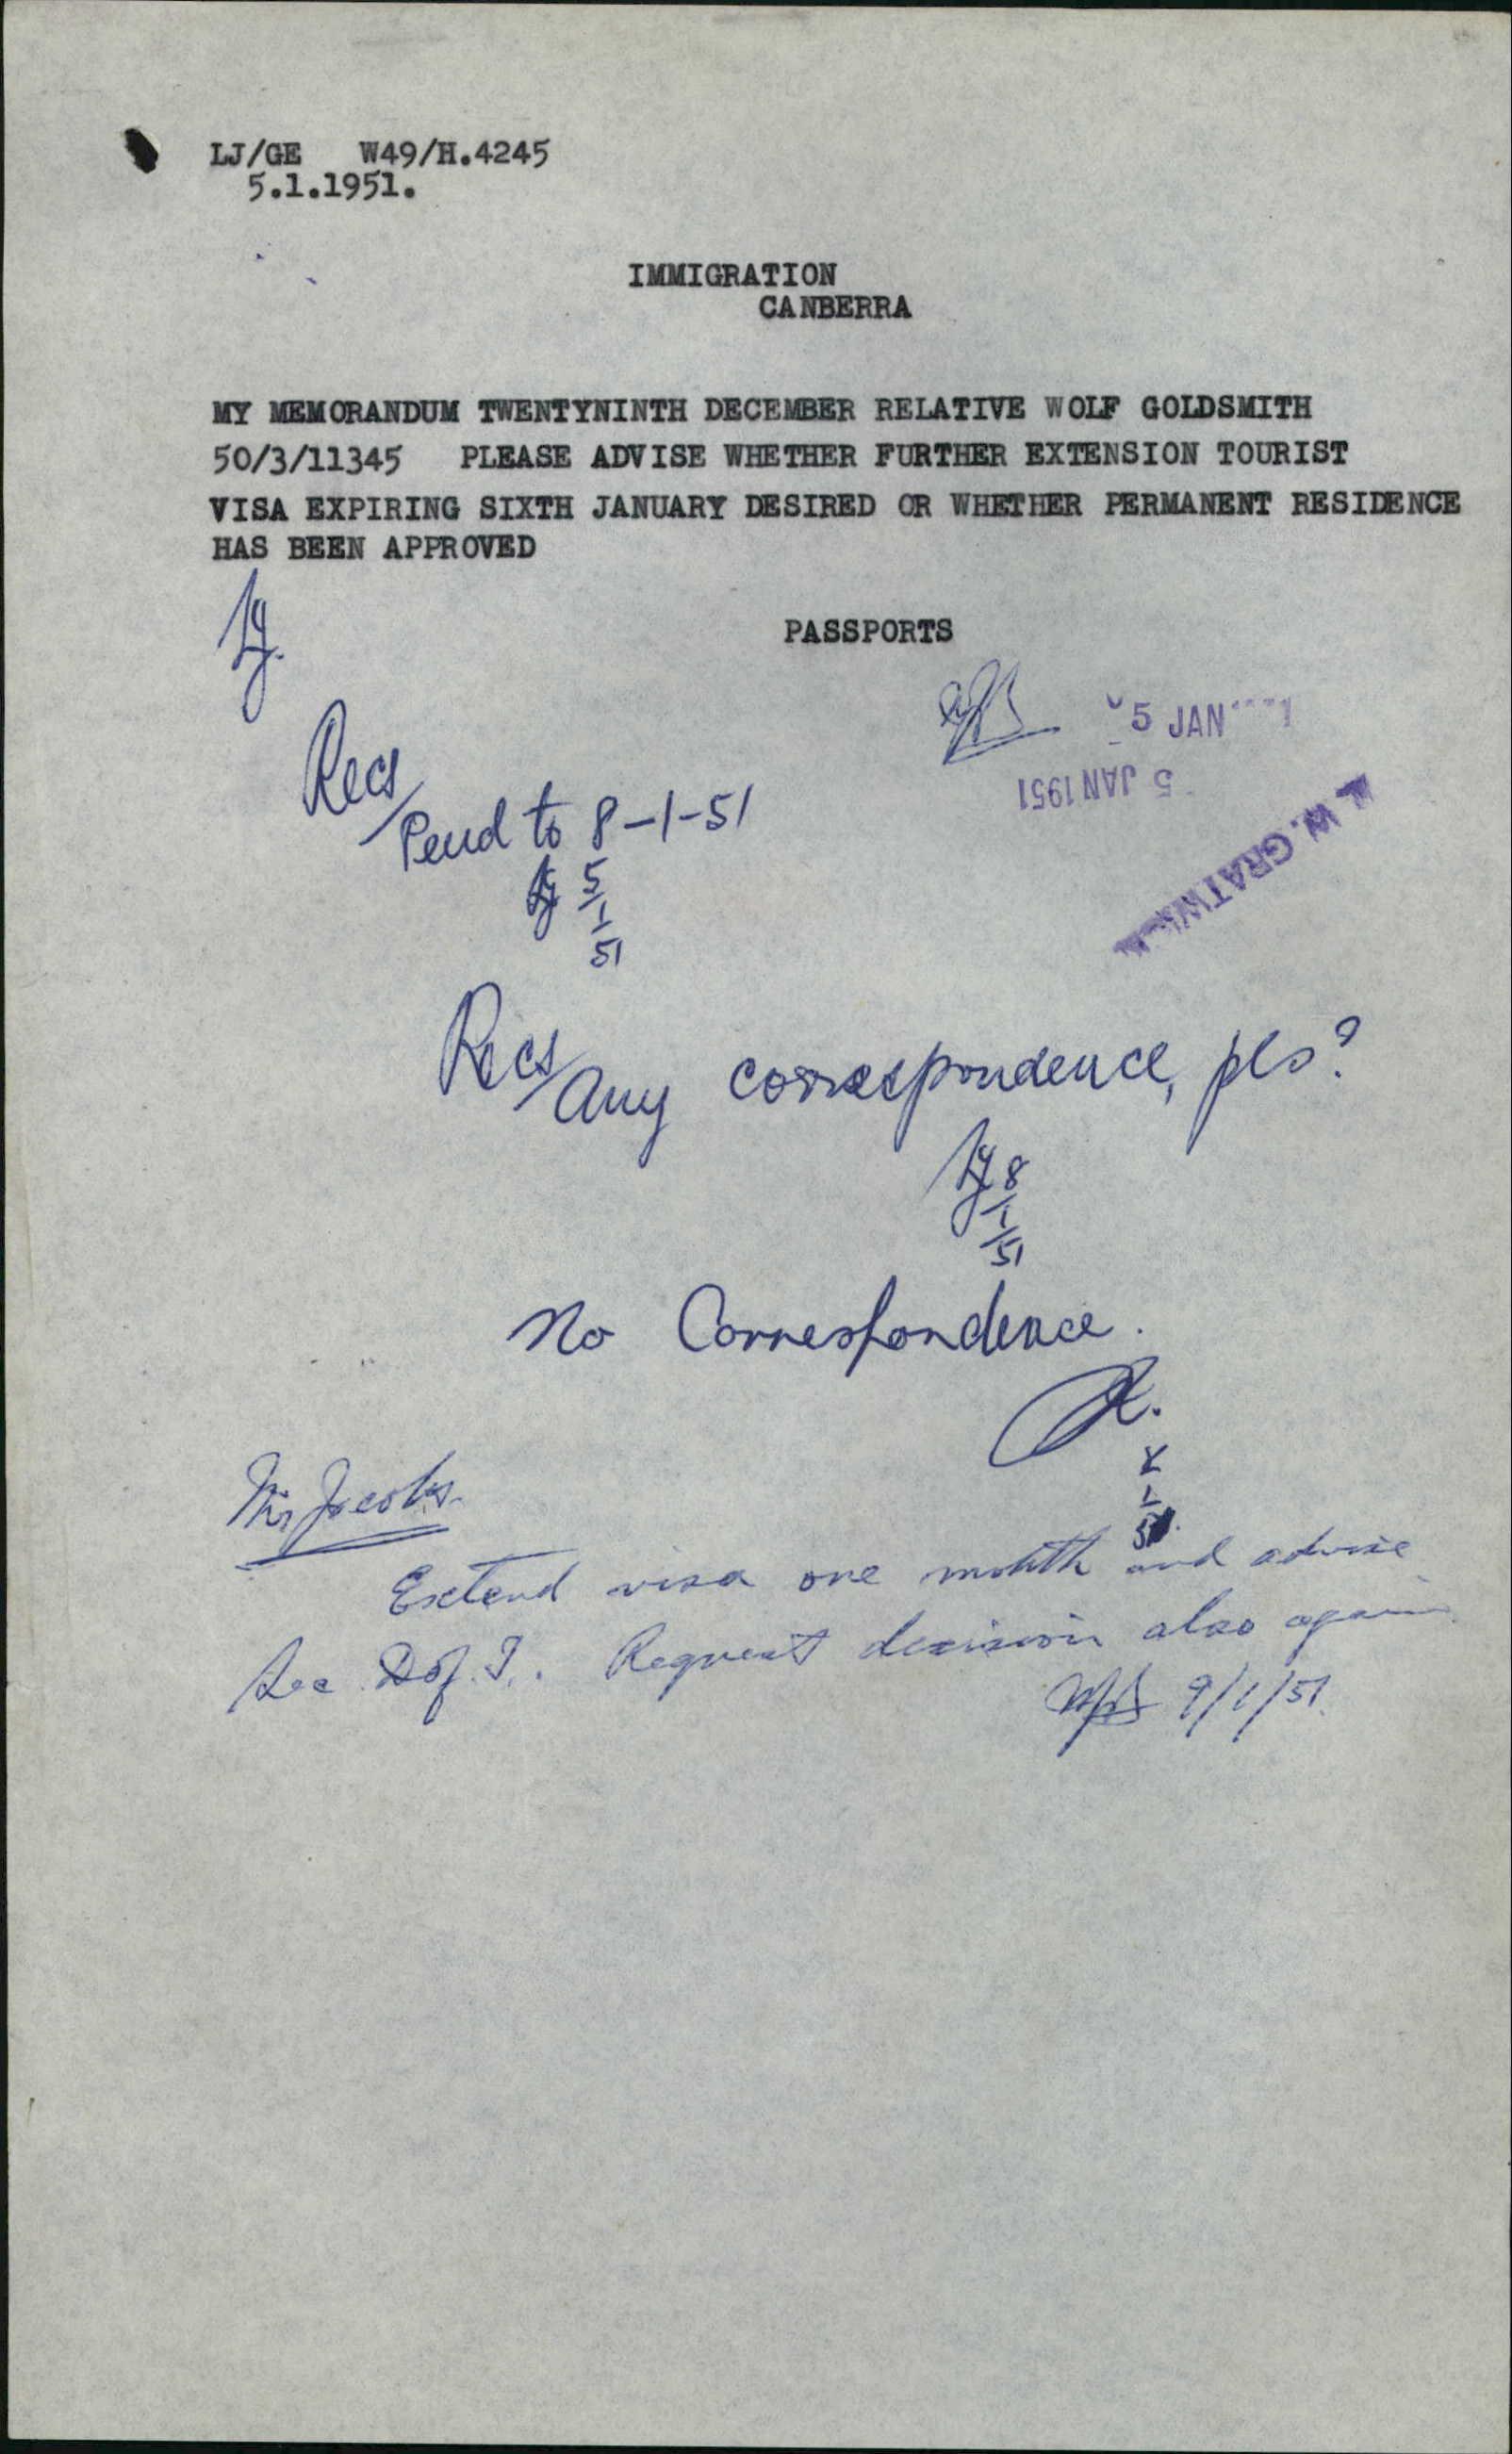 LJ/GE W49/H.4245
5.1.1951.
IMMIGRATION
CANBERRA
MY MEMORANDUM TWENTYNINTH DECEMBER RELATIVE WOLF GOLDSMITH
50/3/11345 PLEASE ADVISE WHETHER FURTHER EXTENSION TOURIST
VISA EXPIRING SIXTH JANUARY DESIRED OR WHETHER PERMANENT RESIDENCE
HAS BEEN APPROVED
PASSPORTS
5 JAN
5 JAN 1951
W. GRATWI
Recs/
Pend to 8-1-51
5/1/51
Recs/
Any correspondence, pls?
8/1/51
No Correspondence.
8/1/51.
Mr Jacobs.
Extend visa one month and advise
Sec. D of I. Request decision also again
9/1/51.